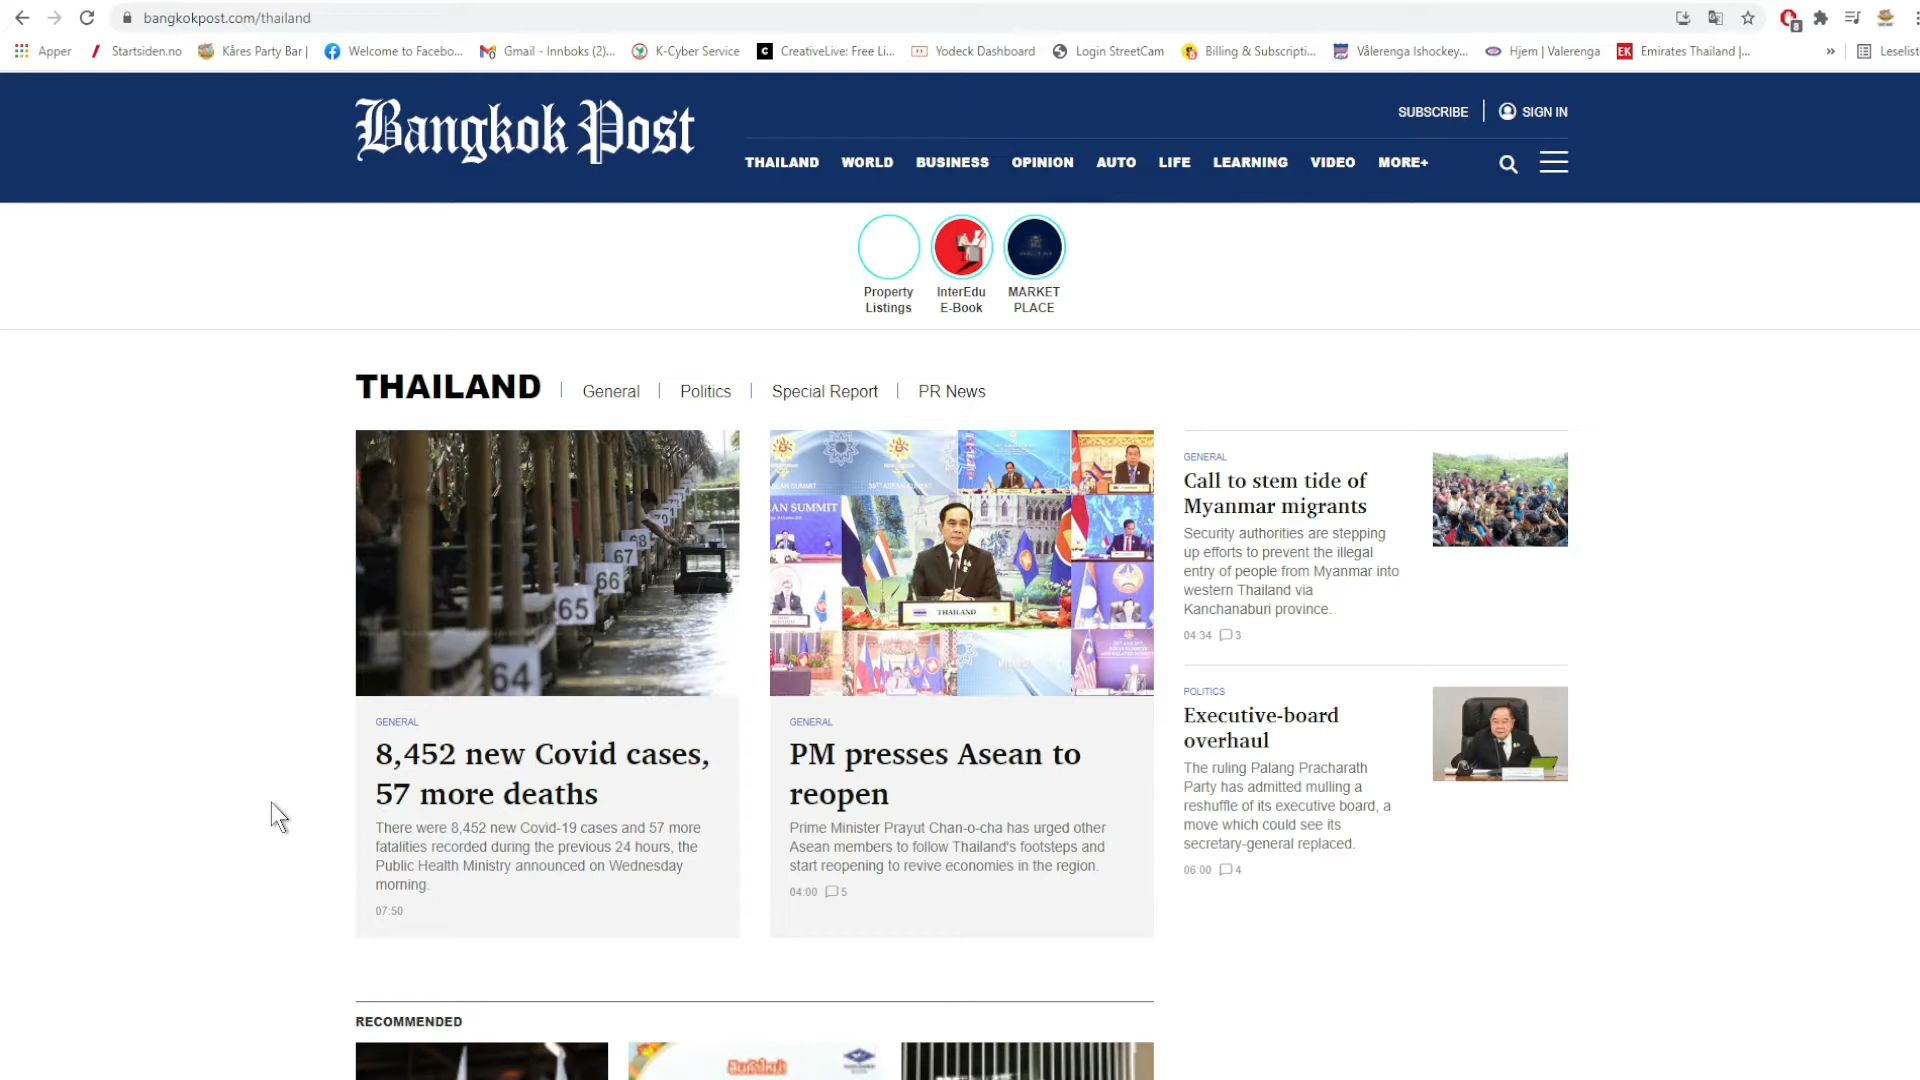 bangkokpost.com/thailand
Apper
Startsiden.no
Kåres Party Bar |
Welcome to Facebo...
Gmail - Innboks (2)...
K-Cyber Service
CreativeLive: Free Li...
Yodeck Dashboard
Login StreetCam
Billing & Subscripti...
Vålerenga Ishockey...
Hjem | Valerenga
EK
Emirates Thailand |...
»
Leselist
Bangkok Post
SUBSCRIBE
SIGN IN
THAILAND WORLD BUSINESS OPINION AUTO LIFE LEARNING VIDEO MORE+
Property
Listings
InterEdu
E-Book
MARKET
PLACE
THAILAND | General | Politics | Special Report | PR News
69
68
67
66
65
64
GENERAL
8,452 new Covid cases,
57 more deaths
There were 8,452 new Covid-19 cases and 57 more
fatalities recorded during the previous 24 hours, the
Public Health Ministry announced on Wednesday
morning.
07:50
AN SUMMIT
THAILAND
GENERAL
PM presses Asean to
reopen
Prime Minister Prayut Chan-o-cha has urged other
Asean members to follow Thailand's footsteps and
start reopening to revive economies in the region.
04:00 5
GENERAL
Call to stem tide of
Myanmar migrants
Security authorities are stepping
up efforts to prevent the illegal
entry of people from Myanmar into
western Thailand via
Kanchanaburi province.
04:34 3
POLITICS
Executive-board
overhaul
The ruling Palang Pracharath
Party has admitted mulling a
reshuffle of its executive board, a
move which could see its
secretary-general replaced.
06:00 4
RECOMMENDED